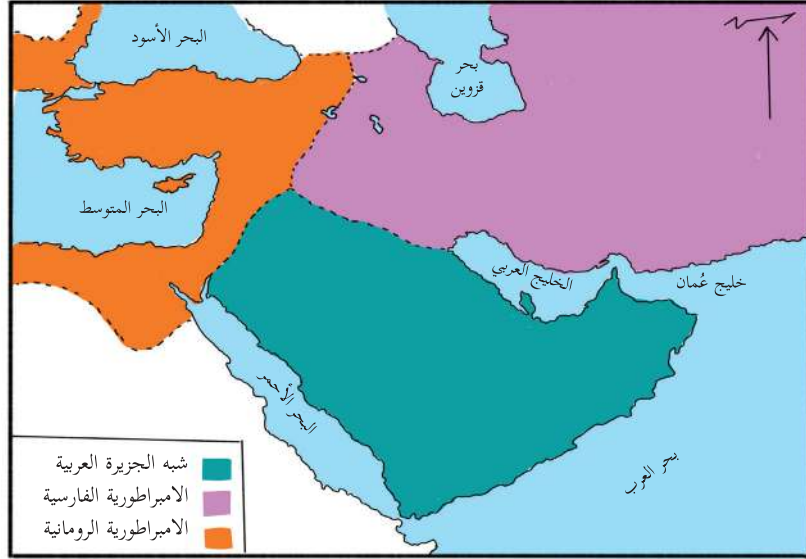 البحر الأسود
بحر
قزوين
البحر المتوسط
الخليج العربي
خليج عُمان
البحر الأحمر
بحر العرب
شبه الجزيرة العربية
الامبراطورية الفارسية
الامبراطورية الرومانية